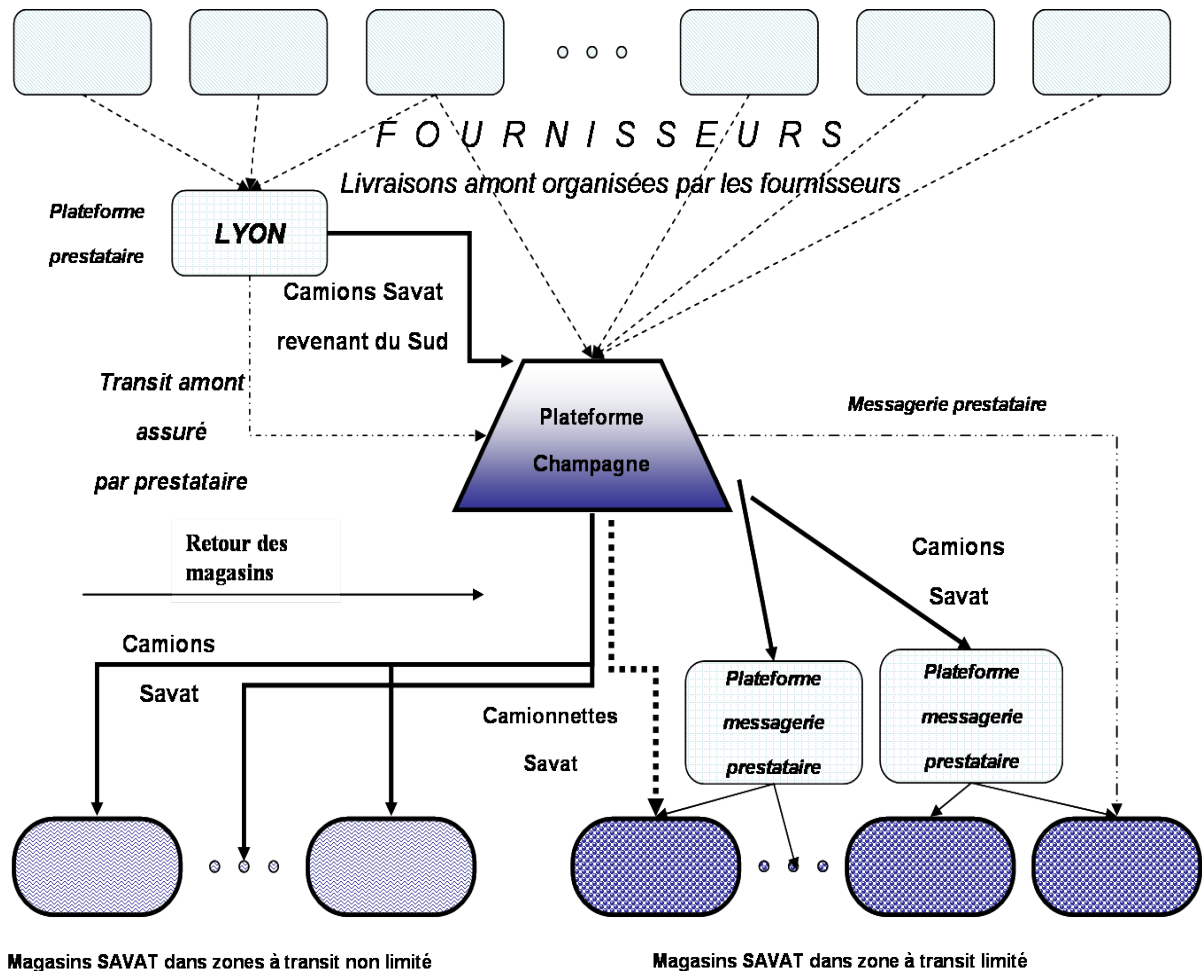 F O U R N I S S E U R S
Livraisons amont organisées par les fournisseurs
Plateforme
prestataire
LYON
Camions Savat
revenant du Sud
Transit amont
assuré
par prestataire
Plateforme
Champagne
Messagerie prestataire
Retour des
magasins
Camions
Savat
Camions
Savat
Camionnettes
Savat
Plateforme
messagerie
prestataire
Plateforme
messagerie
prestataire
Magasins SAVAT dans zones à transit non limité
Magasins SAVAT dans zone à transit limité